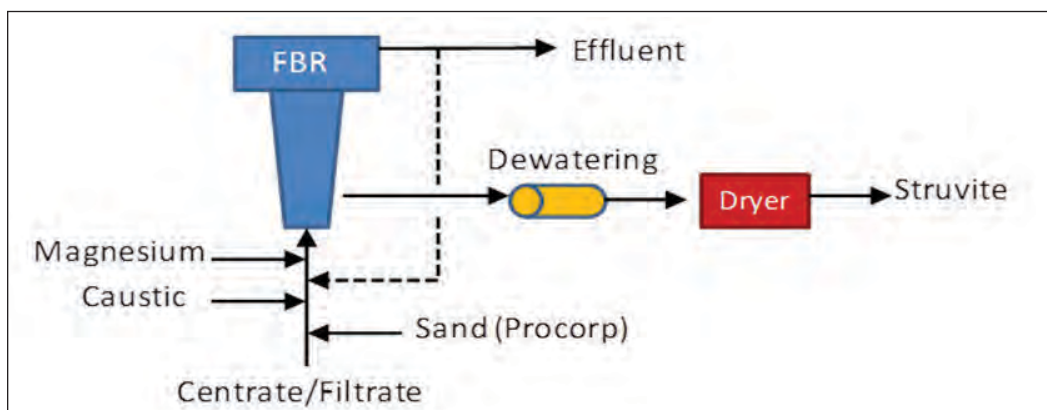 FBR
Effluent
Dewatering
Dryer
Struvite
Magnesium
Caustic
Sand (Procorp)
Centrate/Filtrate